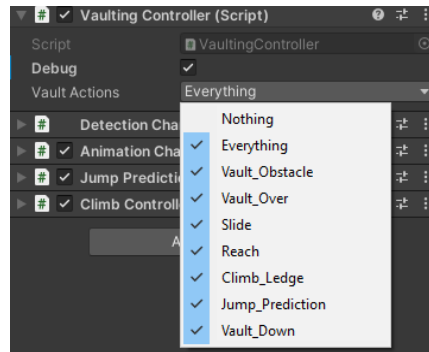 # Vaulting Controller (Script)
Script # VaultingController
Debug
Vault Actions Everything
Nothing
# Detection Cha
Everything
# Animation Cha
Vault_Obstacle
# Jump Predicti
Vault_Over
# Climb Controll
Slide
A
Reach
Climb_Ledge
Jump_Prediction
Vault_Down